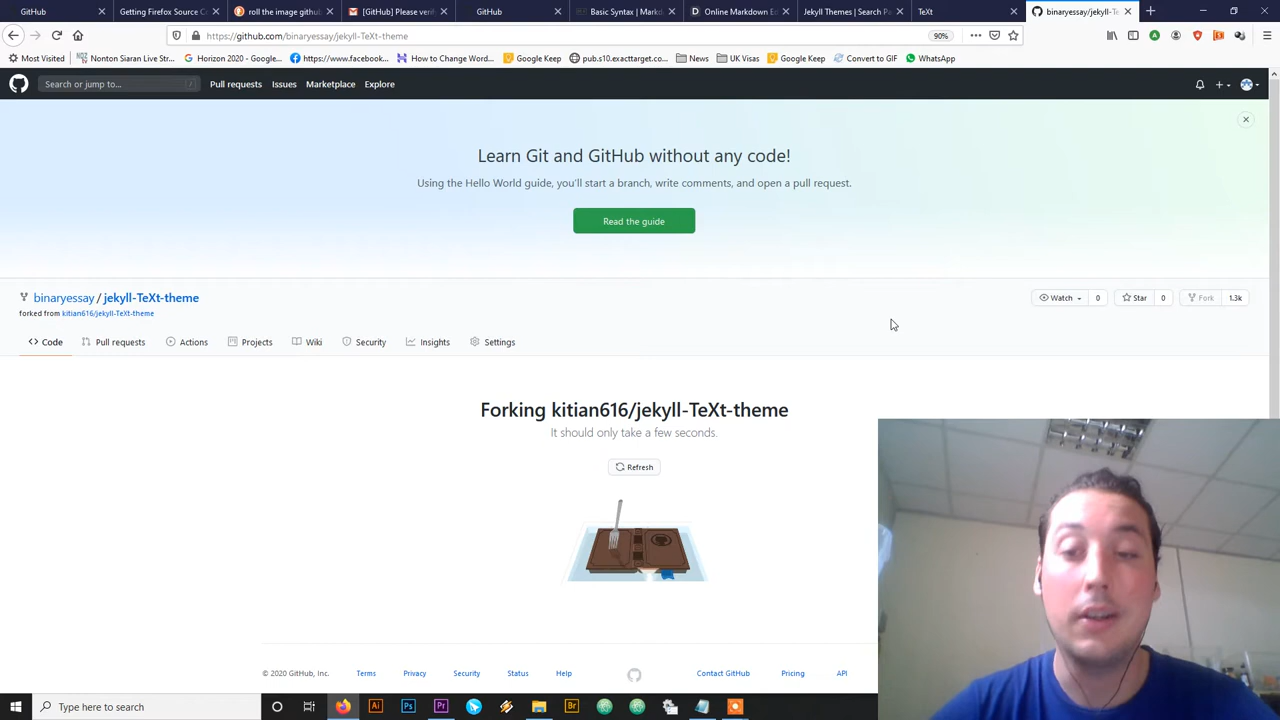 GitHub
Getting Firefox Source Co
roll the image github
[GitHub] Please veri
GitHub
Basic Syntax | Markd
Online Markdown Ed
Jekyll Themes | Search P
TeXt
binaryessay/jekyll-Te
https://github.com/binaryessay/jekyll-TeXt-theme
90%
Most Visited
Nonton Siaran Live Str...
Horizon 2020 - Google...
https://www.facebook...
How to Change Word...
Google Keep
pub.s10.exacttarget.co...
News
UK Visas
Google Keep
Convert to GIF
WhatsApp
Search or jump to...
/
Pull requests
Issues
Marketplace
Explore
Learn Git and GitHub without any code!
Using the Hello World guide, you'll start a branch, write comments, and open a pull request.
Read the guide
binaryessay / jekyll-TeXt-theme
Watch
0
Star
0
Fork
1.3k
forked from kitian616/jekyll-TeXt-theme
Code
Pull requests
Actions
Projects
Wiki
Security
Insights
Settings
Forking kitian616/jekyll-TeXt-theme
It should only take a few seconds.
Refresh
© 2020 GitHub, Inc.
Terms
Privacy
Security
Status
Help
Contact GitHub
Pricing
API
Type here to search
Ai
Ps
Pr
Br